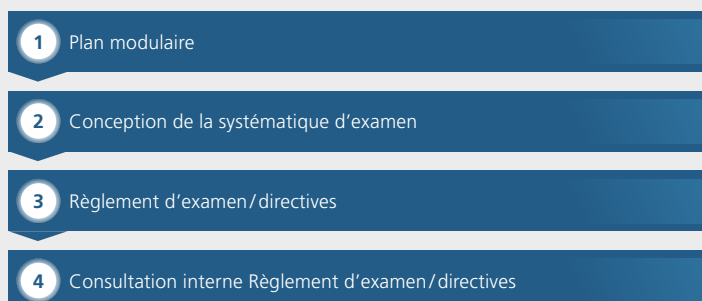 1 Plan modulaire
2 Conception de la systématique d’examen
3 Règlement d’examen/directives
4 Consultation interne Règlement d’examen/directives